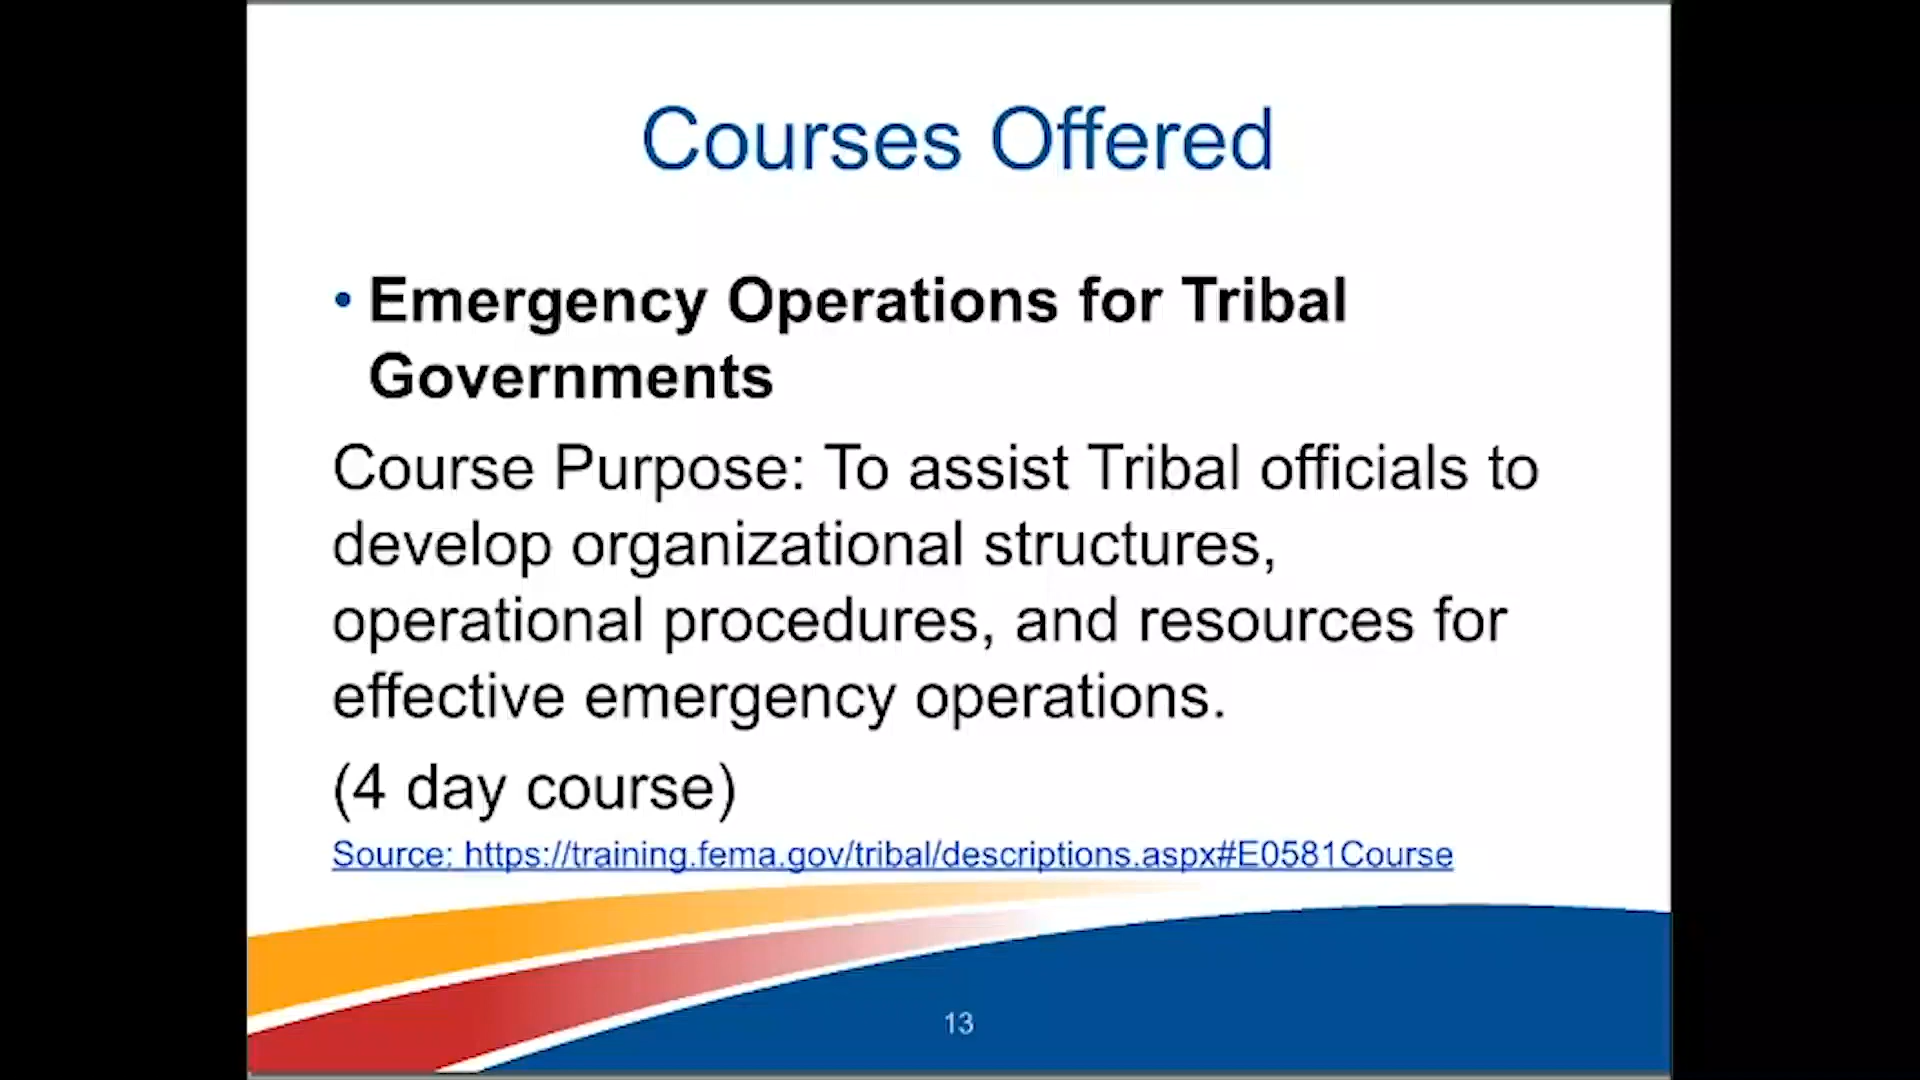 Courses Offered
• Emergency Operations for Tribal
Governments
Course Purpose: To assist Tribal officials to
develop organizational structures,
operational procedures, and resources for
effective emergency operations.
(4 day course)
Source: https://training.fema.gov/tribal/descriptions.aspx#E0581Course
13